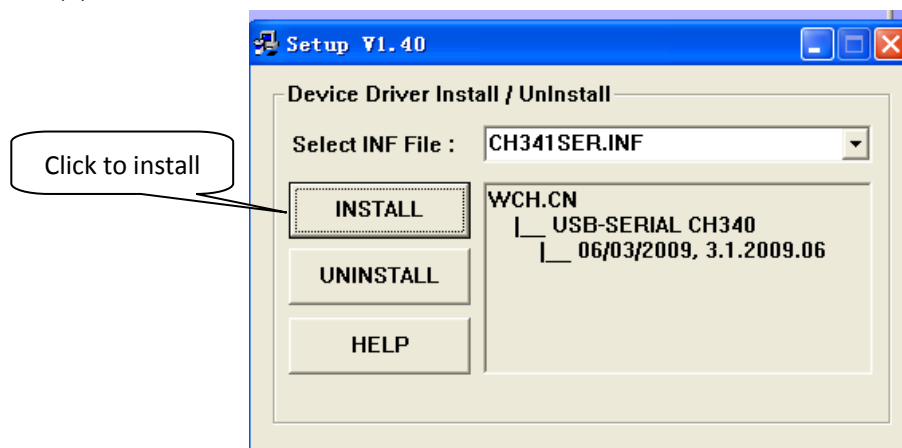 Setup V1.40
Device Driver Install / UnInstall
Select INF File :
CH341SER.INF
Click to install
INSTALL
UNINSTALL
HELP
WCH.CN
|__ USB-SERIAL CH340
|__ 06/03/2009, 3.1.2009.06